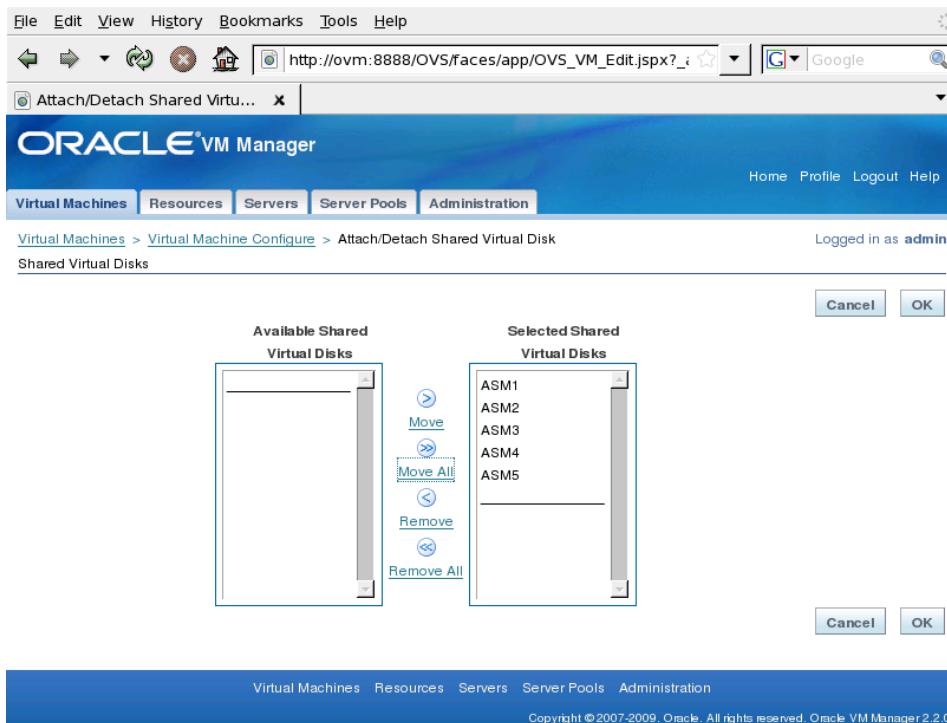 File Edit View History Bookmarks Tools Help
http://ovm:8888/OVS/faces/app/OVS_VM_Edit.jspx?_a
G Google
Attach/Detach Shared Virtu... x
ORACLE VM Manager
Home Profile Logout Help
Virtual Machines Resources Servers Server Pools Administration
Virtual Machines > Virtual Machine Configure > Attach/Detach Shared Virtual Disk
Logged in as admin
Shared Virtual Disks
Cancel OK
Available Shared
Virtual Disks
Selected Shared
Virtual Disks
ASM1
ASM2
ASM3
ASM4
ASM5
Move
Move All
Remove
Remove All
Cancel OK
Virtual Machines Resources Servers Server Pools Administration
Copyright © 2007-2009. Oracle. All rights reserved. Oracle VM Manager 2.2.0